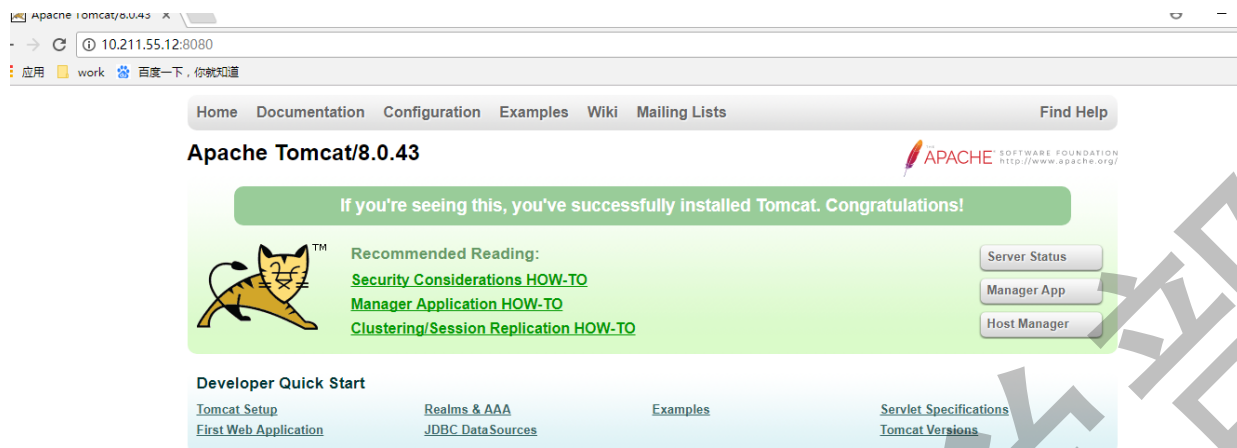 Apache Tomcat/8.0.43
10.211.55.12:8080
应用 work 百度一下，你就知道
Home Documentation Configuration Examples Wiki Mailing Lists Find Help
Apache Tomcat/8.0.43
THE APACHE SOFTWARE FOUNDATION
http://www.apache.org/
If you're seeing this, you've successfully installed Tomcat. Congratulations!
TM
Recommended Reading:
Security Considerations HOW-TO
Manager Application HOW-TO
Clustering/Session Replication HOW-TO
Server Status
Manager App
Host Manager
Developer Quick Start
Tomcat Setup Realms & AAA Examples Servlet Specifications
First Web Application JDBC DataSources Tomcat Versions